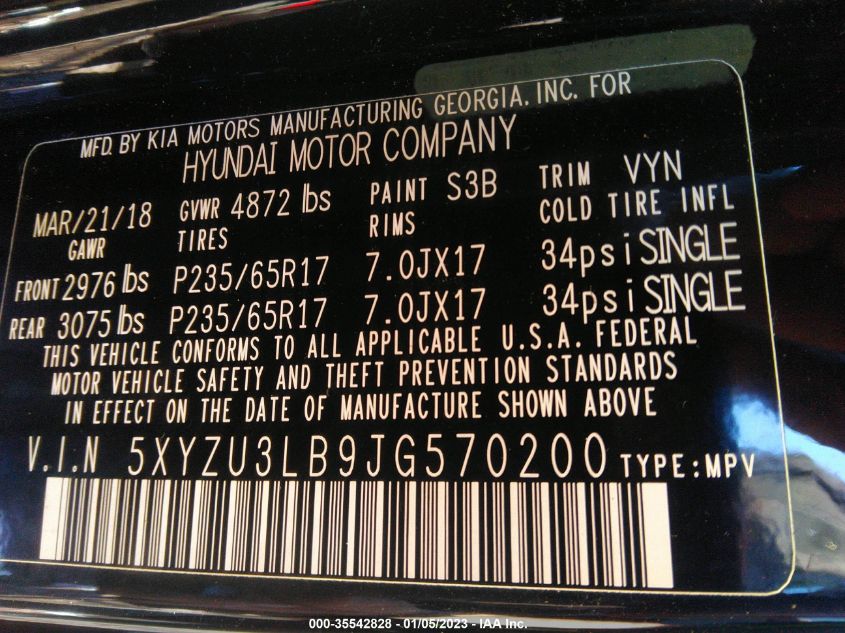 MFD. BY KIA MOTORS MANUFACTURING GEORGIA. INC. FOR
HYUNDAI MOTOR COMPANY
MAR/21/18 GVWR 4872 lbs PAINT S3B TRIM VYN
GAWR TIRES RIMS COLD TIRE INFL
FRONT 2976 lbs P235/65R17 7.0JX17 34psi SINGLE
REAR 3075 lbs P235/65R17 7.0JX17 34psi SINGLE
THIS VEHICLE CONFORMS TO ALL APPLICABLE U.S.A. FEDERAL
MOTOR VEHICLE SAFETY AND THEFT PREVENTION STANDARDS
IN EFFECT ON THE DATE OF MANUFACTURE SHOWN ABOVE
V.I.N 5XYZU3LB9JG570200 TYPE:MPV
000-35542828 - 01/05/2023 - IAA Inc.